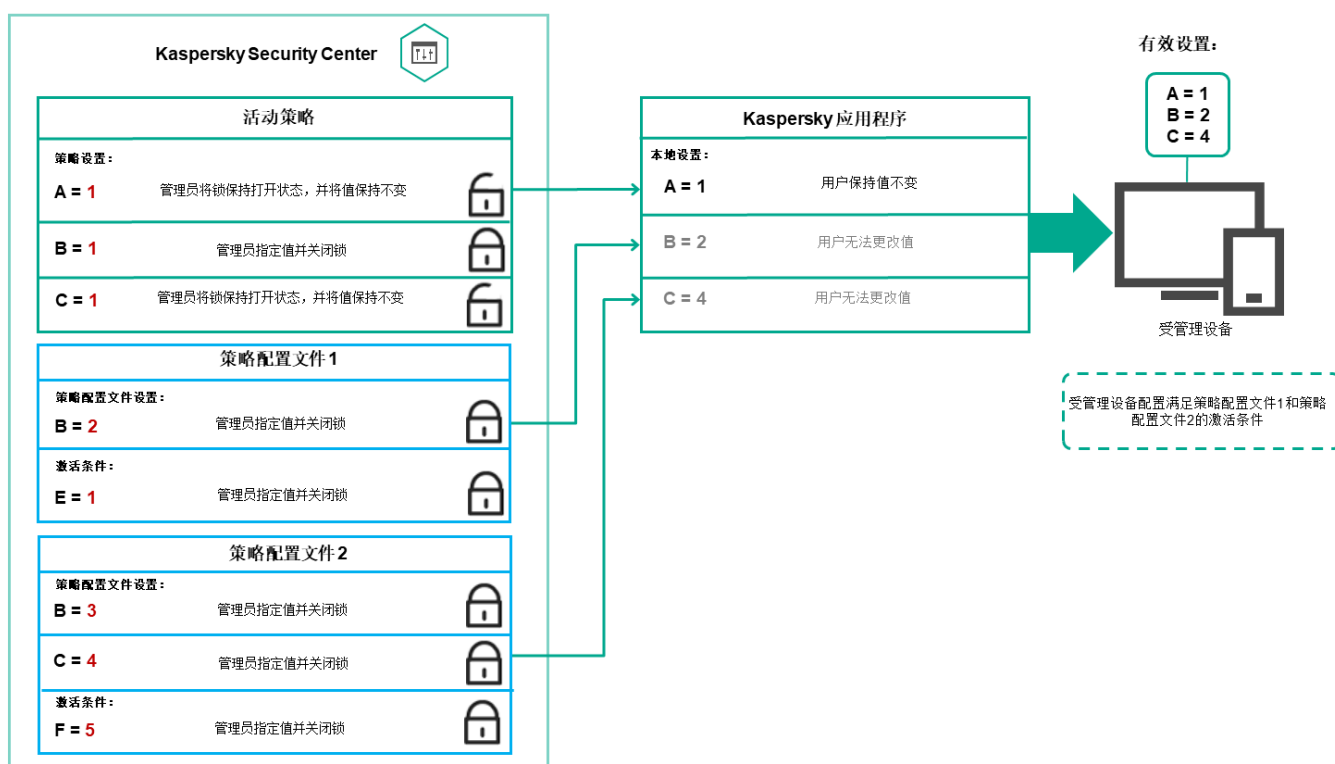 Kaspersky Security Center
活动策略
策略设置：
A = 1
管理员将锁保持打开状态，并将值保持不变
B = 1
管理员指定值并关闭锁
C = 1
管理员将锁保持打开状态，并将值保持不变
策略配置文件1
策略配置文件设置：
B = 2
管理员指定值并关闭锁
激活条件：
E = 1
管理员指定值并关闭锁
策略配置文件2
策略配置文件设置：
B = 3
管理员指定值并关闭锁
C = 4
管理员指定值并关闭锁
激活条件：
F = 5
管理员指定值并关闭锁
Kaspersky 应用程序
本地设置：
A = 1
用户保持值不变
B = 2
用户无法更改值
C = 4
用户无法更改值
有效设置：
A = 1
B = 2
C = 4
受管理设备
受管理设备配置满足策略配置文件1和策略
配置文件2的激活条件